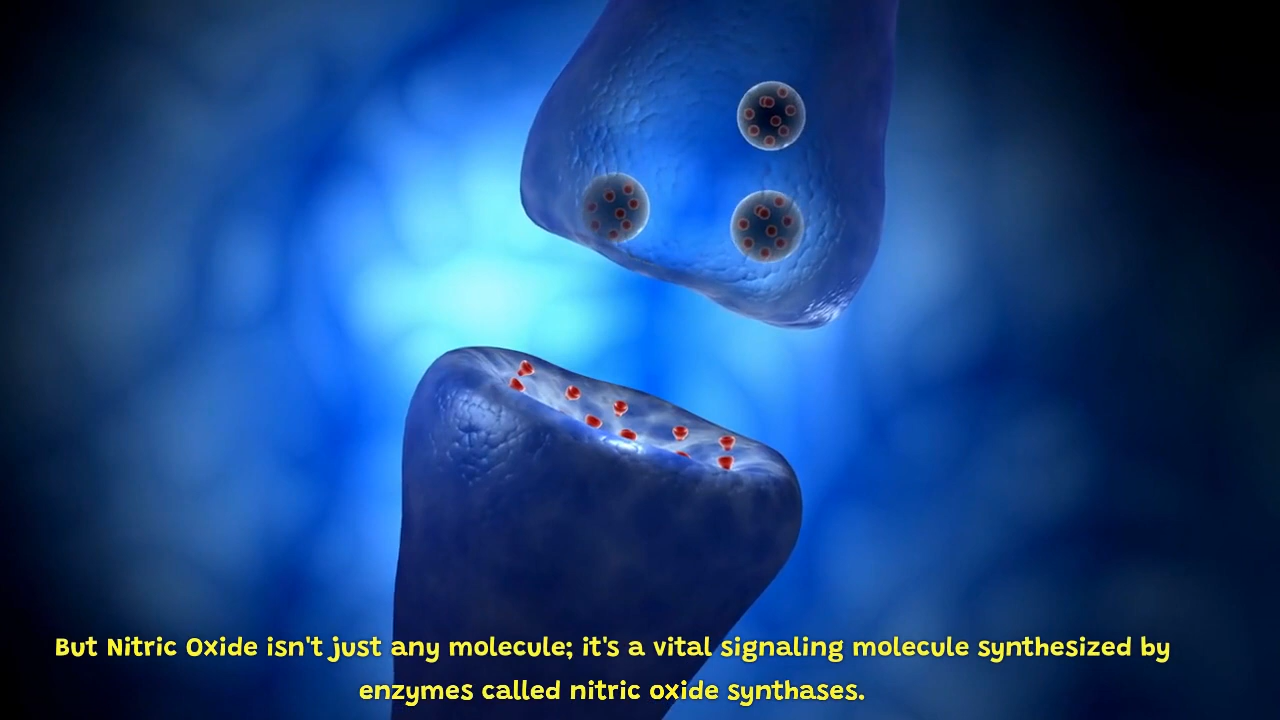 But Nitric Oxide isn't just any molecule; it's a vital signaling molecule synthesized by
enzymes called nitric oxide synthases.